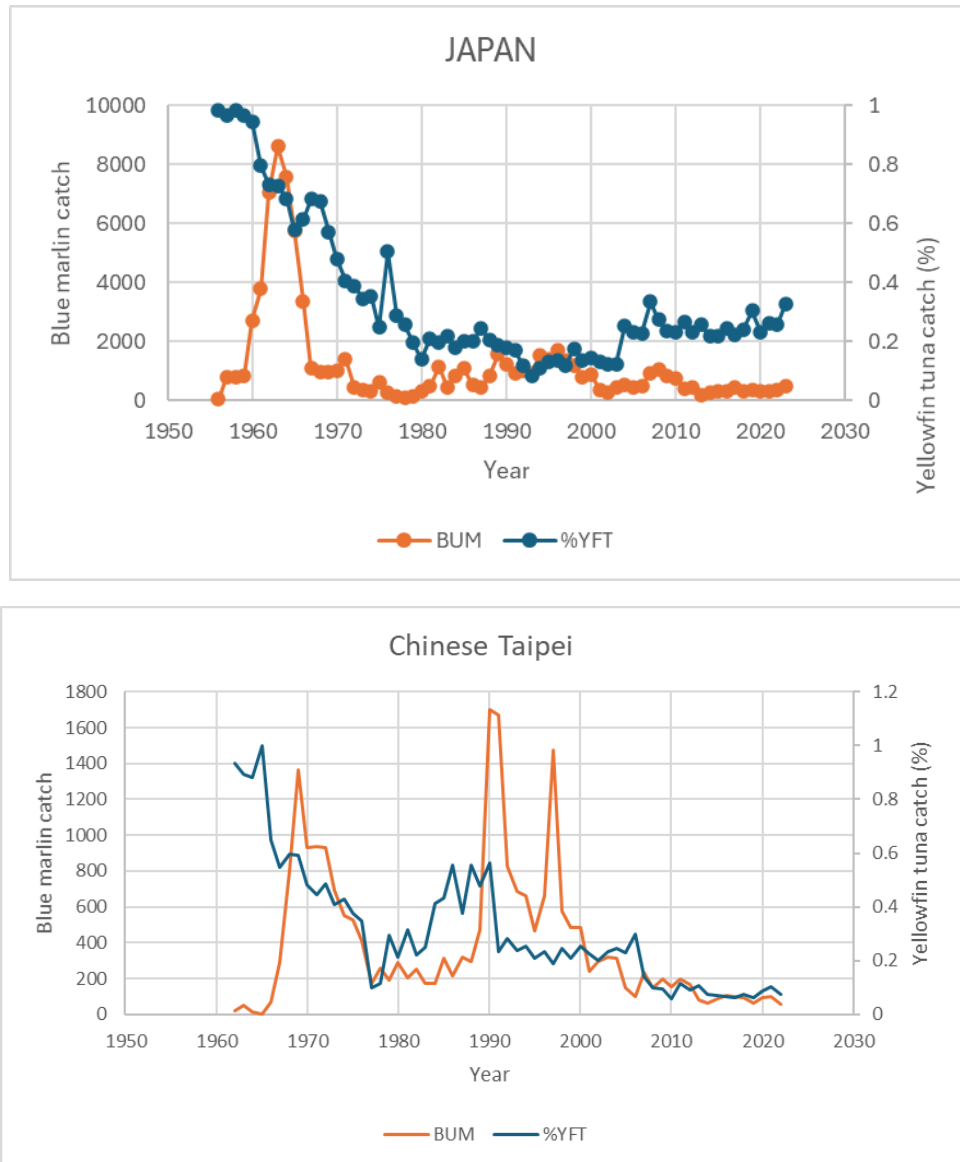 JAPAN
10000
8000
6000
4000
2000
0
1
0.8
0.6
0.4
0.2
0
Blue marlin catch
Yellowfin tuna catch (%)
1950 1960 1970 1980 1990 2000 2010 2020 2030
Year
BUM %YFT
Chinese Taipei
1800
1600
1400
1200
1000
800
600
400
200
0
1.2
1
0.8
0.6
0.4
0.2
0
Blue marlin catch
Yellowfin tuna catch (%)
1950 1960 1970 1980 1990 2000 2010 2020 2030
Year
BUM %YFT